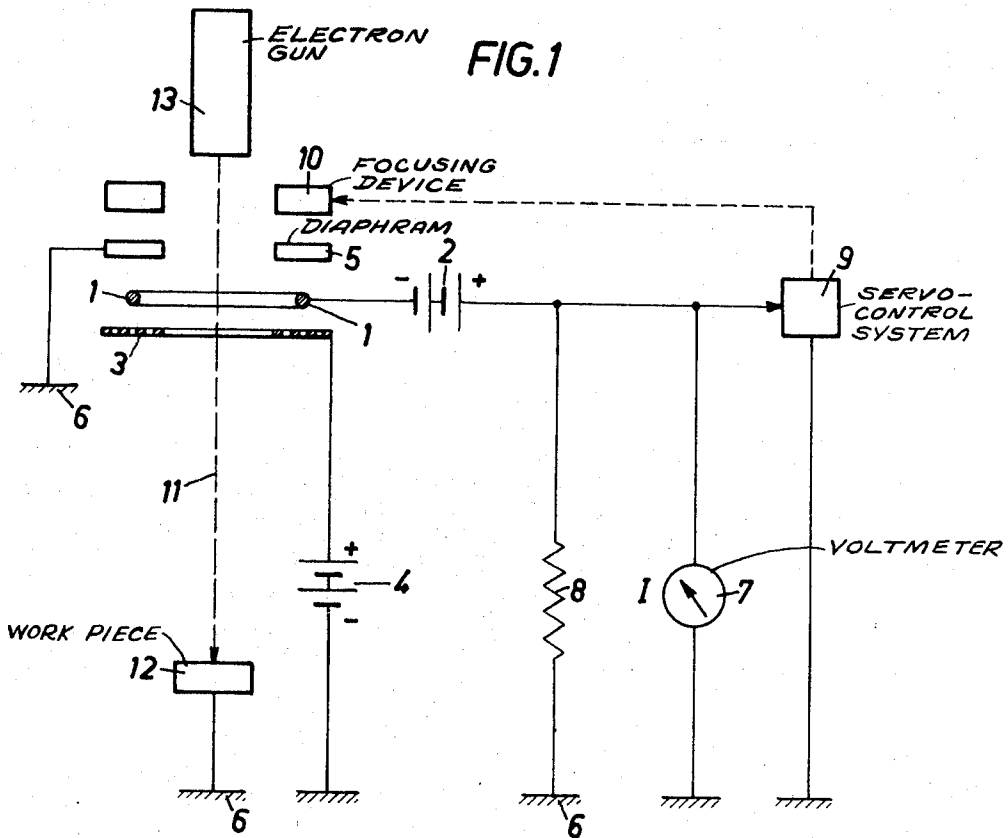 ELECTRON
GUN
FIG.1
13
10
FOCUSING
DEVICE
DIAPHRAM
5
- 2 +
9
1
1
SERVO-
CONTROL
SYSTEM
3
6
11
+
4
-
8
I
7
VOLTMETER
WORK PIECE
12
6
6